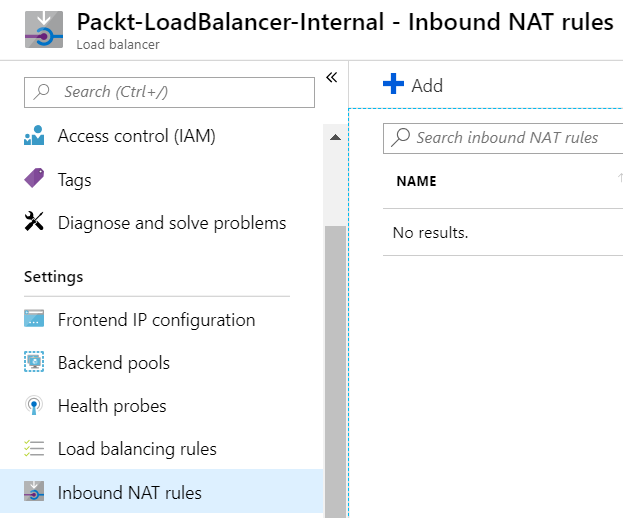 Packt-LoadBalancer-Internal - Inbound NAT rules
Load balancer
Search (Ctrl+/)
Access control (IAM)
Tags
Diagnose and solve problems
Settings
Frontend IP configuration
Backend pools
Health probes
Load balancing rules
Inbound NAT rules
Add
Search inbound NAT rules
NAME
No results.